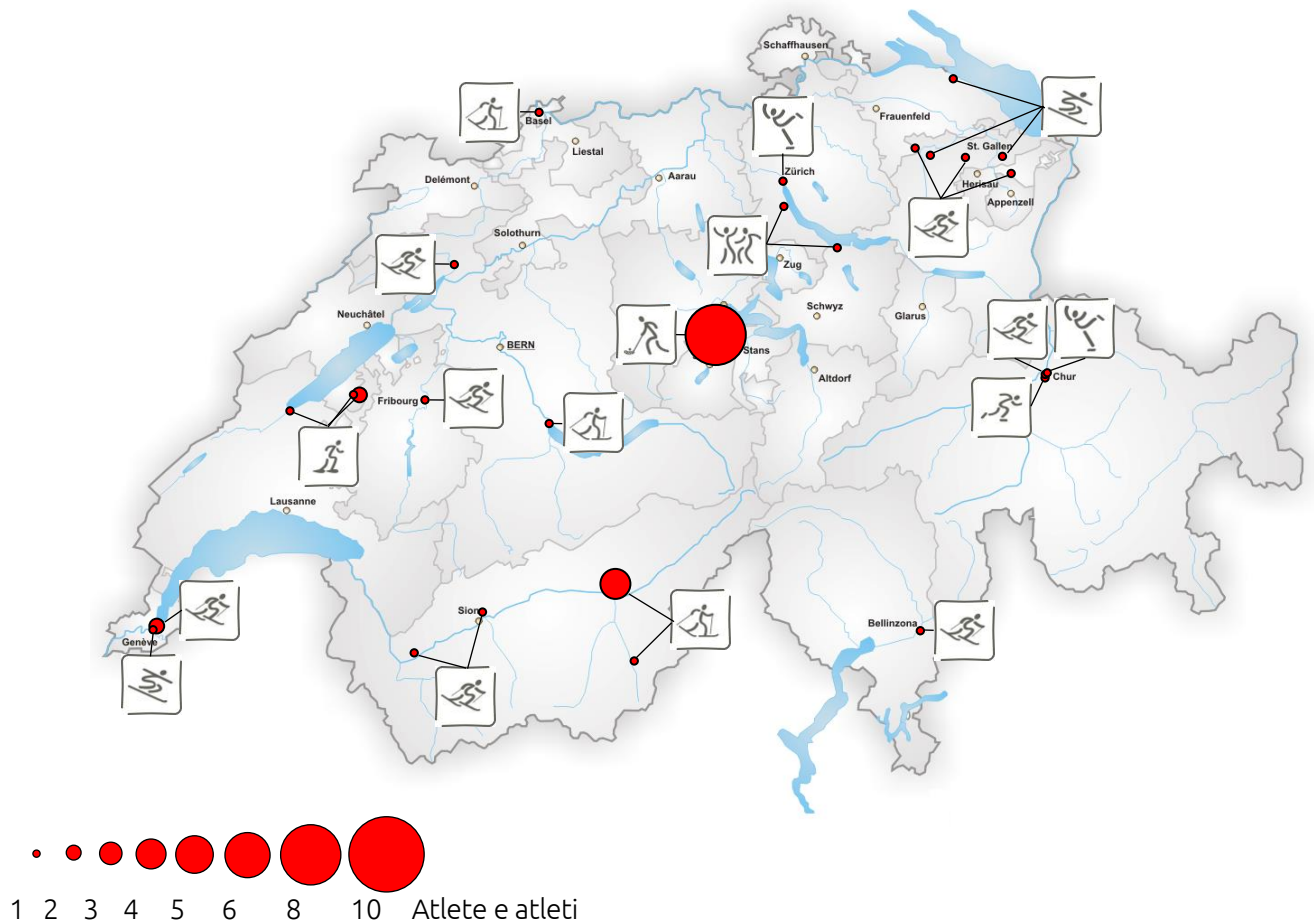 Schaffhausen
Basel
Liestal
Frauenfeld
St. Gallen
Herisau
Appenzell
Delémont
Aarau
Zürich
Solothurn
Zug
Neuchâtel
BERN
Schwyz
Glarus
Stans
Altdorf
Chur
Fribourg
Lausanne
Sion
Bellinzona
Genève
1 2 3 4 5 6 8 10 Atlete e atleti